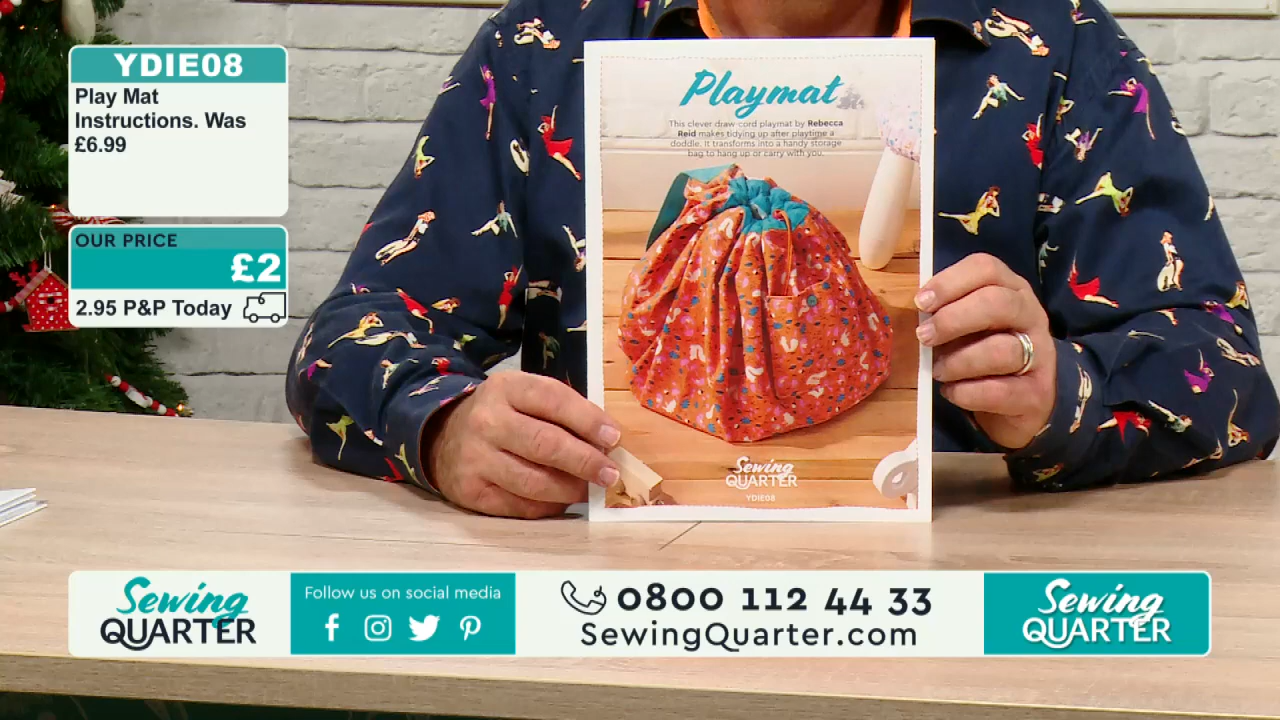 YDIE08
Play Mat
Instructions. Was
£6.99
OUR PRICE
£2
2.95 P&P Today
Playmat
This clever draw-cord playmat by Rebecca
Reid makes tidying up after playtime a
doddle. It transforms into a handy storage
bag to hang up or carry with you.
Sewing
QUARTER
YDIE08
Sewing
QUARTER
Follow us on social media
0800 112 44 33
SewingQuarter.com
Sewing
QUARTER